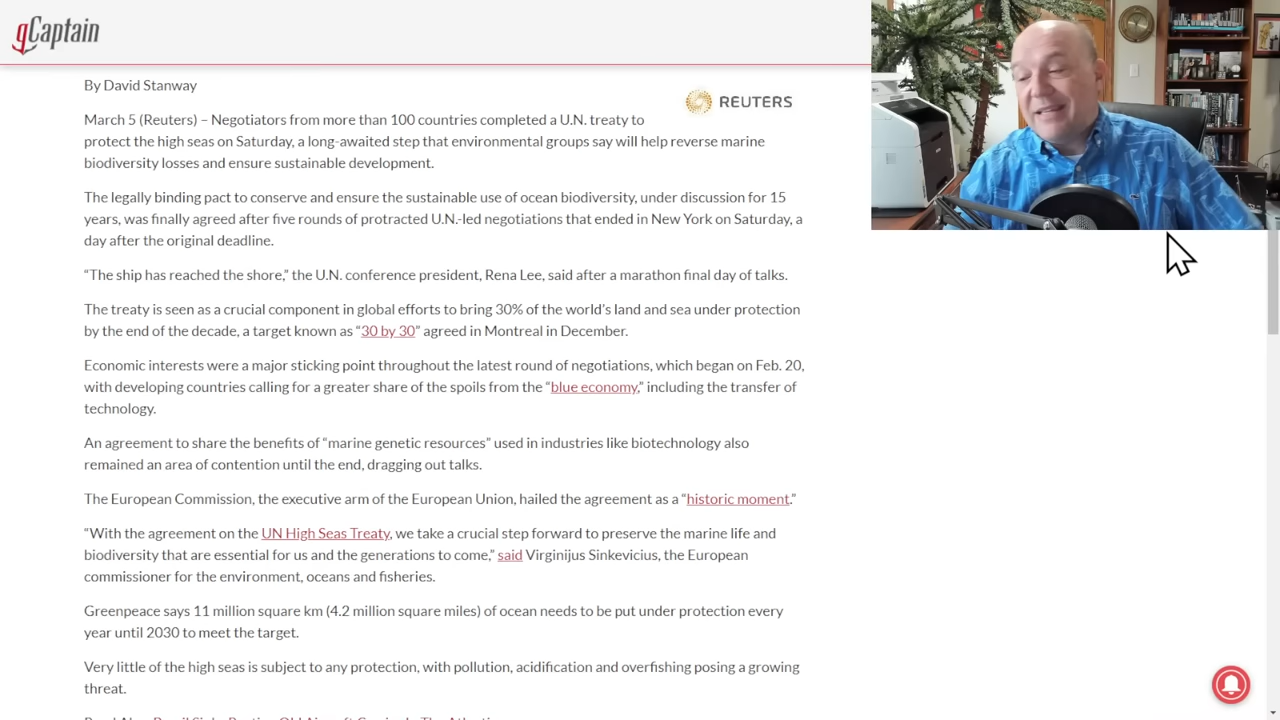 gCaptain
By David Stanway
REUTERS
March 5 (Reuters) – Negotiators from more than 100 countries completed a U.N. treaty to
protect the high seas on Saturday, a long-awaited step that environmental groups say will help reverse marine
biodiversity losses and ensure sustainable development.
The legally binding pact to conserve and ensure the sustainable use of ocean biodiversity, under discussion for 15
years, was finally agreed after five rounds of protracted U.N.-led negotiations that ended in New York on Saturday, a
day after the original deadline.
“The ship has reached the shore,” the U.N. conference president, Rena Lee, said after a marathon final day of talks.
The treaty is seen as a crucial component in global efforts to bring 30% of the world’s land and sea under protection
by the end of the decade, a target known as “30 by 30” agreed in Montreal in December.
Economic interests were a major sticking point throughout the latest round of negotiations, which began on Feb. 20,
with developing countries calling for a greater share of the spoils from the “blue economy,” including the transfer of
technology.
An agreement to share the benefits of “marine genetic resources” used in industries like biotechnology also
remained an area of contention until the end, dragging out talks.
The European Commission, the executive arm of the European Union, hailed the agreement as a “historic moment.”
“With the agreement on the UN High Seas Treaty, we take a crucial step forward to preserve the marine life and
biodiversity that are essential for us and the generations to come,” said Virginijus Sinkevicius, the European
commissioner for the environment, oceans and fisheries.
Greenpeace says 11 million square km (4.2 million square miles) of ocean needs to be put under protection every
year until 2030 to meet the target.
Very little of the high seas is subject to any protection, with pollution, acidification and overfishing posing a growing
threat.